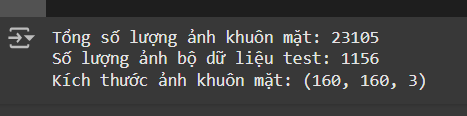 Tổng số lượng ảnh khuôn mặt: 23105
Số lượng ảnh bộ dữ liệu test: 1156
Kích thước ảnh khuôn mặt: (160, 160, 3)